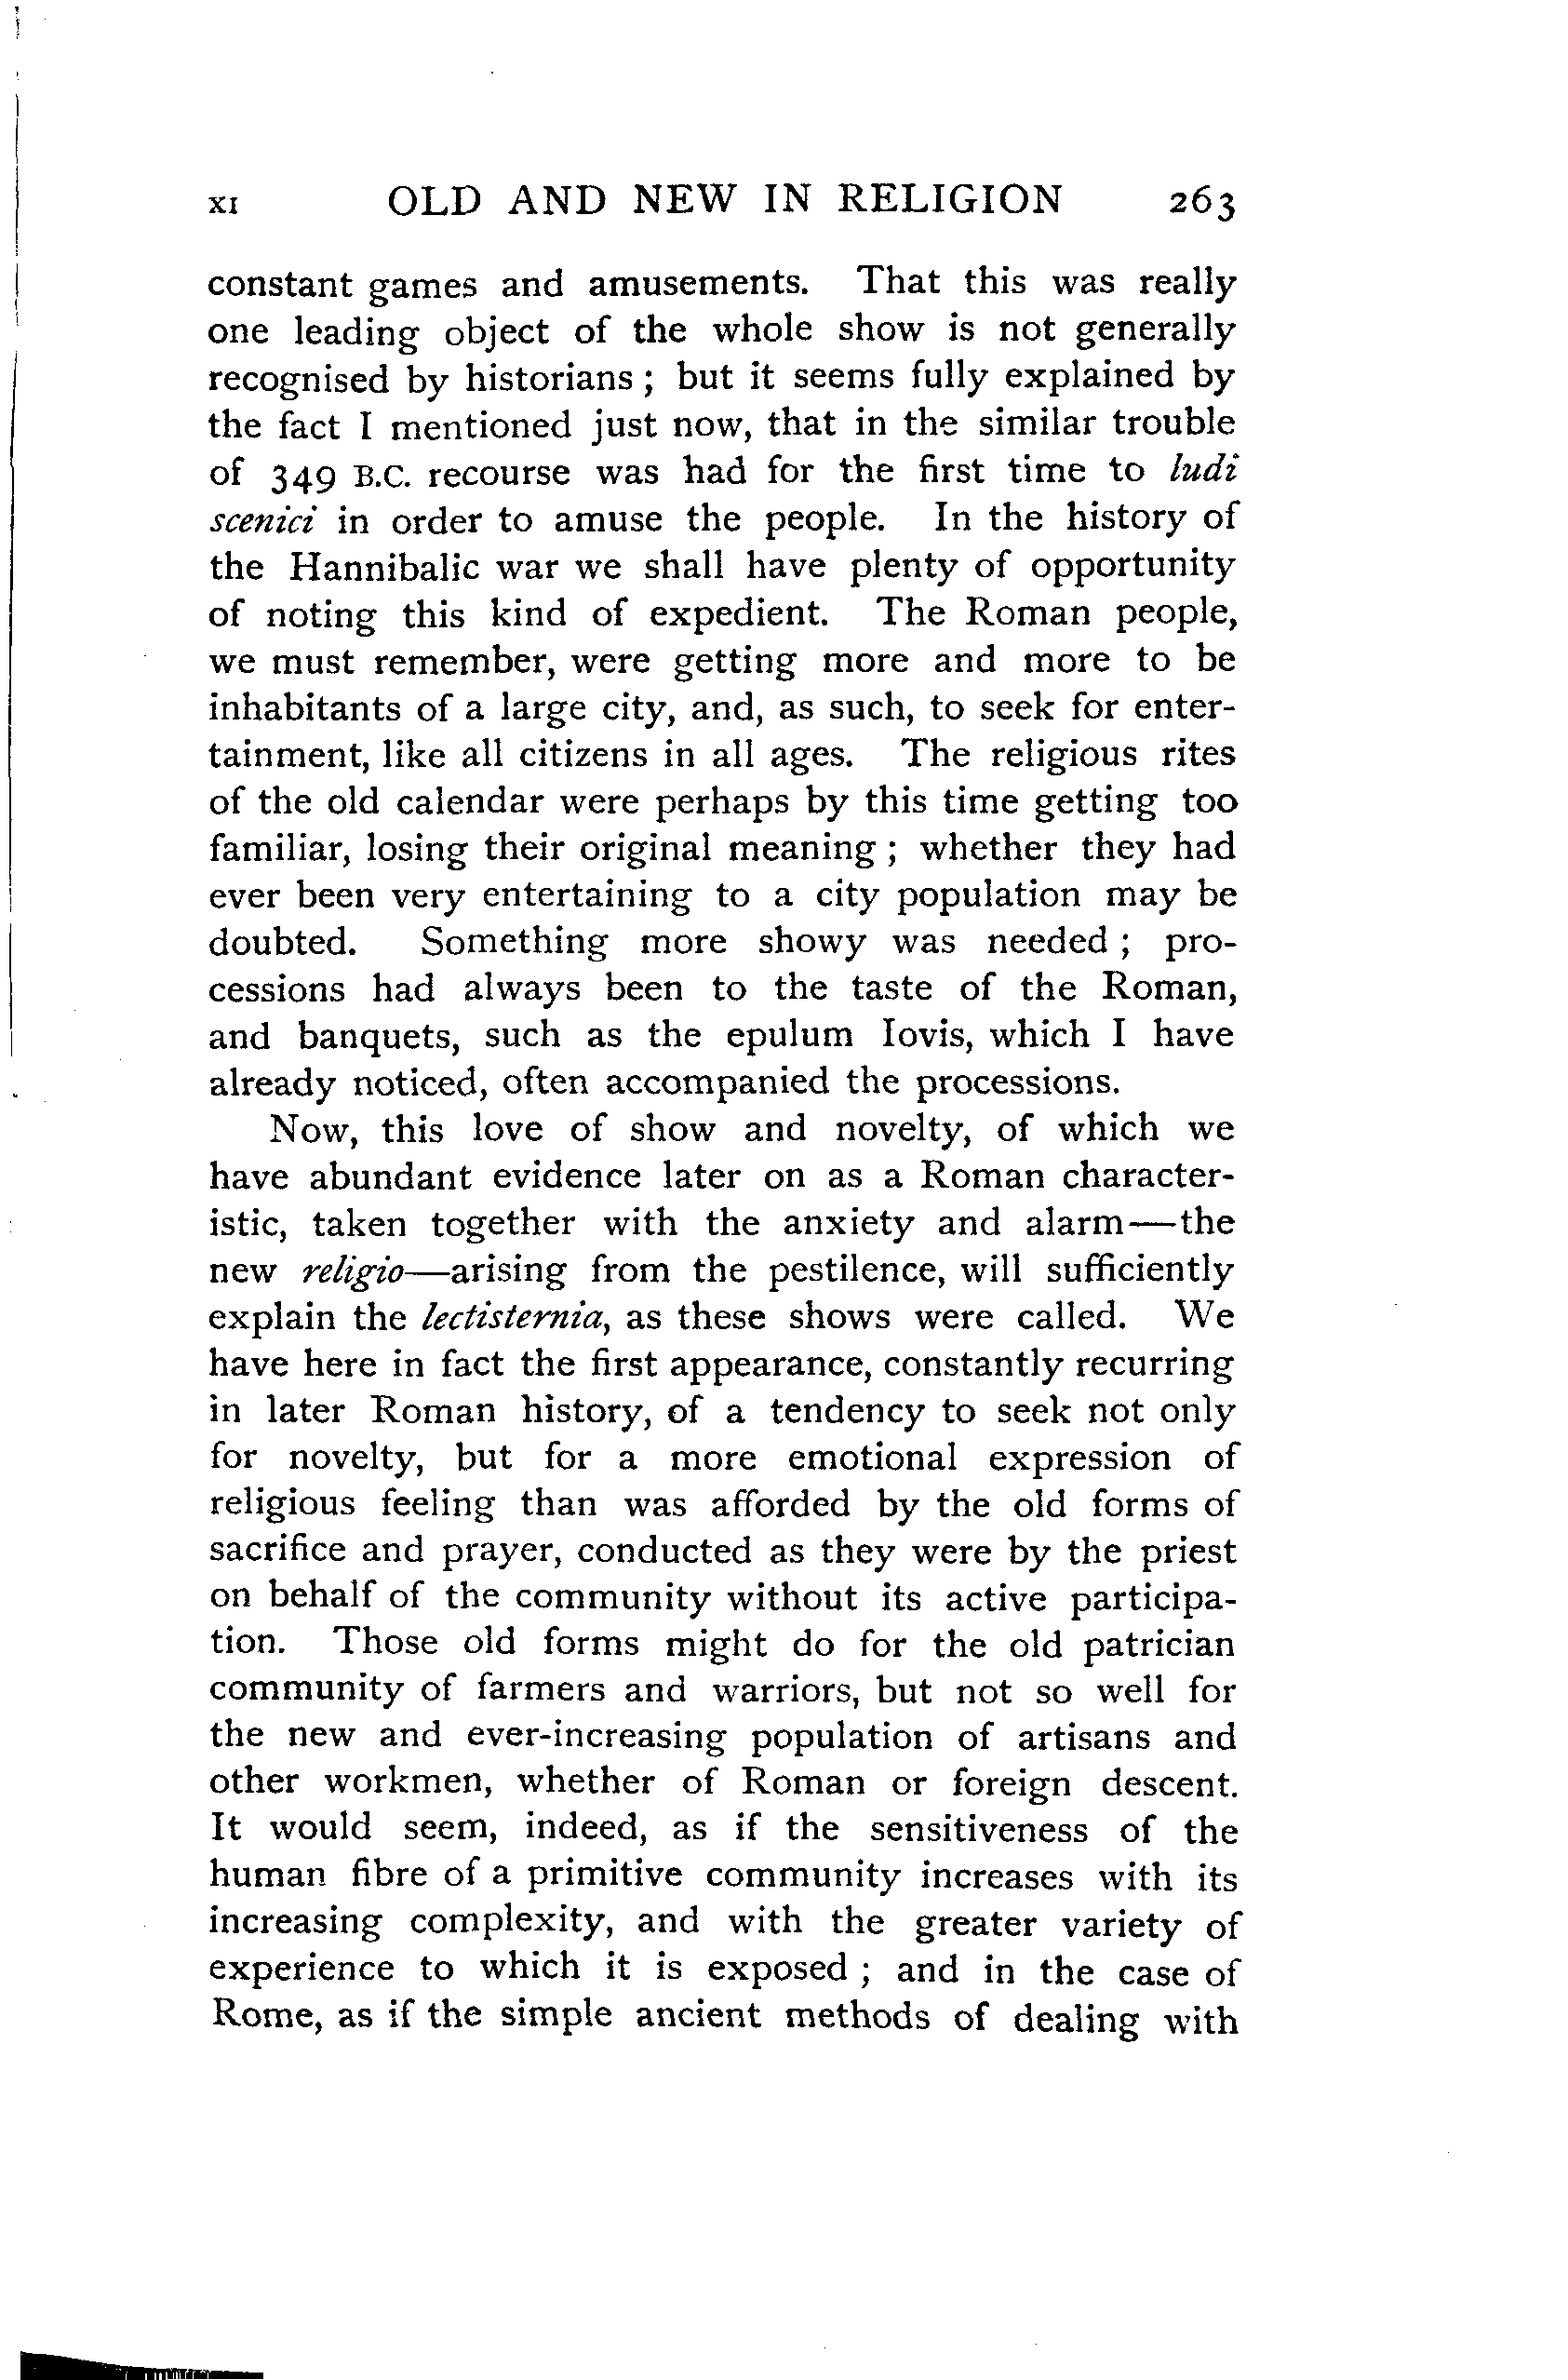 XI OLD AND NEW IN RELIGION 263
constant games and amusements. That this was really
one leading object of the whole show is not generally
recognised by historians ; but it seems fully explained by
the fact I mentioned just now, that in the similar trouble
of 349 B.C. recourse was had for the first time to ludi
scenici in order to amuse the people. In the history of
the Hannibalic war we shall have plenty of opportunity
of noting this kind of expedient. The Roman people,
we must remember, were getting more and more to be
inhabitants of a large city, and, as such, to seek for enter-
tainment, like all citizens in all ages. The religious rites
of the old calendar were perhaps by this time getting too
familiar, losing their original meaning ; whether they had
ever been very entertaining to a city population may be
doubted. Something more showy was needed ; pro-
cessions had always been to the taste of the Roman,
and banquets, such as the epulum Iovis, which I have
already noticed, often accompanied the processions.
Now, this love of show and novelty, of which we
have abundant evidence later on as a Roman character-
istic, taken together with the anxiety and alarm—the
new religio—arising from the pestilence, will sufficiently
explain the lectisternia, as these shows were called. We
have here in fact the first appearance, constantly recurring
in later Roman history, of a tendency to seek not only
for novelty, but for a more emotional expression of
religious feeling than was afforded by the old forms of
sacrifice and prayer, conducted as they were by the priest
on behalf of the community without its active participa-
tion. Those old forms might do for the old patrician
community of farmers and warriors, but not so well for
the new and ever-increasing population of artisans and
other workmen, whether of Roman or foreign descent.
It would seem, indeed, as if the sensitiveness of the
human fibre of a primitive community increases with its
increasing complexity, and with the greater variety of
experience to which it is exposed ; and in the case of
Rome, as if the simple ancient methods of dealing with